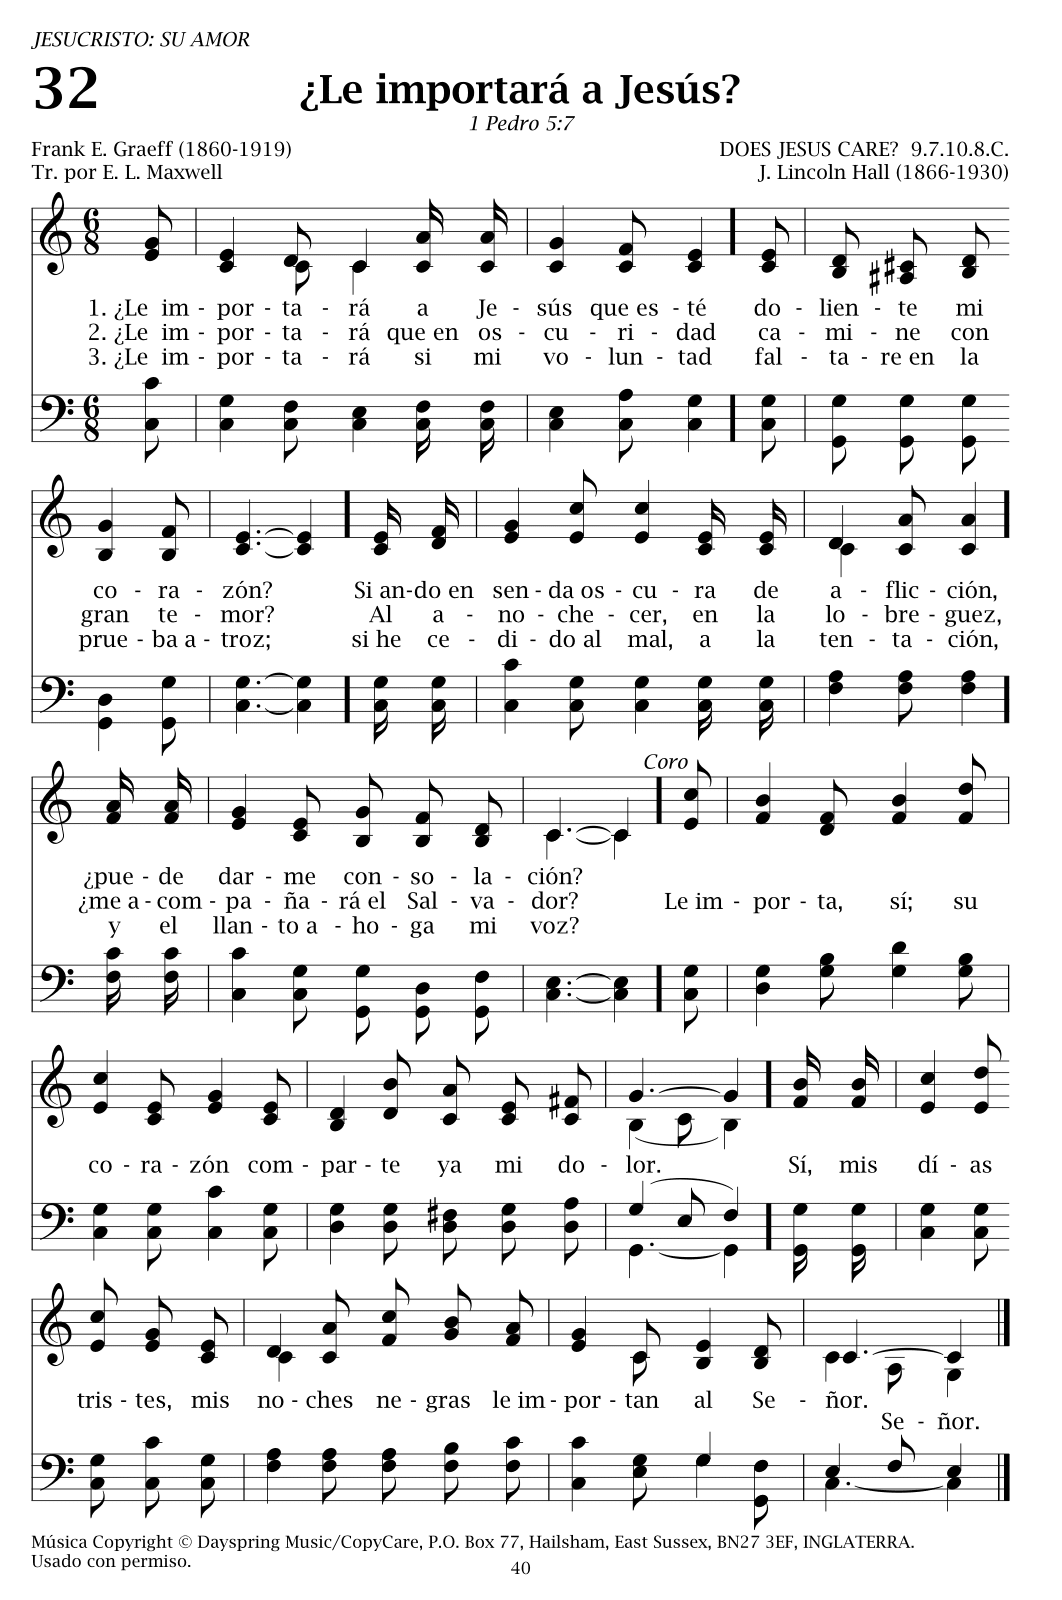 JESUCRISTO: SU AMOR
32 ¿Le importará a Jesús?
1 Pedro 5:7
Frank E. Graeff (1860-1919) DOES JESUS CARE? 9.7.10.8.C.
Tr. por E. L. Maxwell J. Lincoln Hall (1866-1930)
1. ¿Le im - por - ta - rá a Je - sús que es - té do - lien - te mi
2. ¿Le im - por - ta - rá que en os - cu - ri - dad ca - mi - ne con
3. ¿Le im - por - ta - rá si mi vo - lun - tad fal - ta - re en la
co - ra - zón? Si an - do en sen - da os - cu - ra de a - flic - ción,
gran te - mor? Al a - no - che - cer, en la lo - bre - guez,
prue - ba a - troz; si he ce - di - do al mal, a la ten - ta - ción,
Coro
¿pue - de dar - me con - so - la - ción?
¿me a - com - pa - ña - rá el Sal - va - dor? Le im - por - ta, sí; su
y el llan - to a - ho - ga mi voz?
co - ra - zón com - par - te ya mi do - lor. Sí, mis dí - as
tris - tes, mis no - ches ne - gras le im - por - tan al Se - ñor.
Se - ñor.
Música Copyright © Dayspring Music/CopyCare, P.O. Box 77, Hailsham, East Sussex, BN27 3EF, INGLATERRA.
Usado con permiso.
40